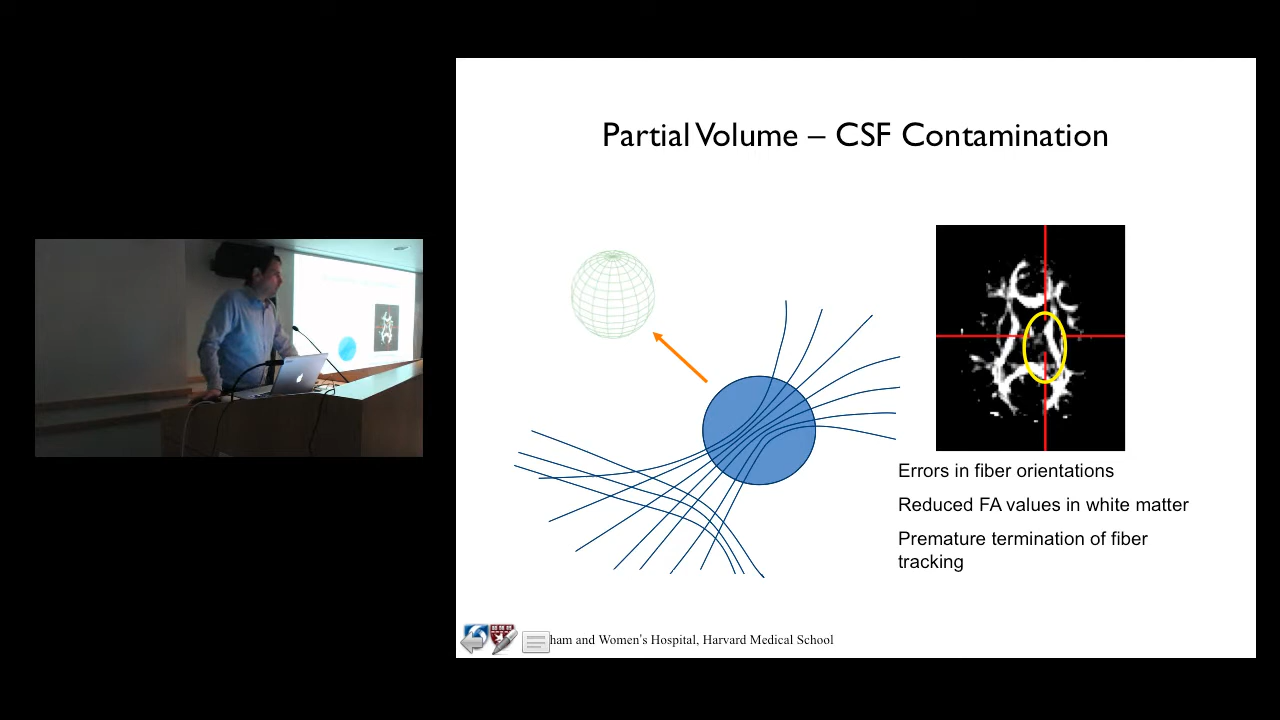 Partial Volume – CSF Contamination
Errors in fiber orientations
Reduced FA values in white matter
Premature termination of fiber
tracking
ham and Women's Hospital, Harvard Medical School